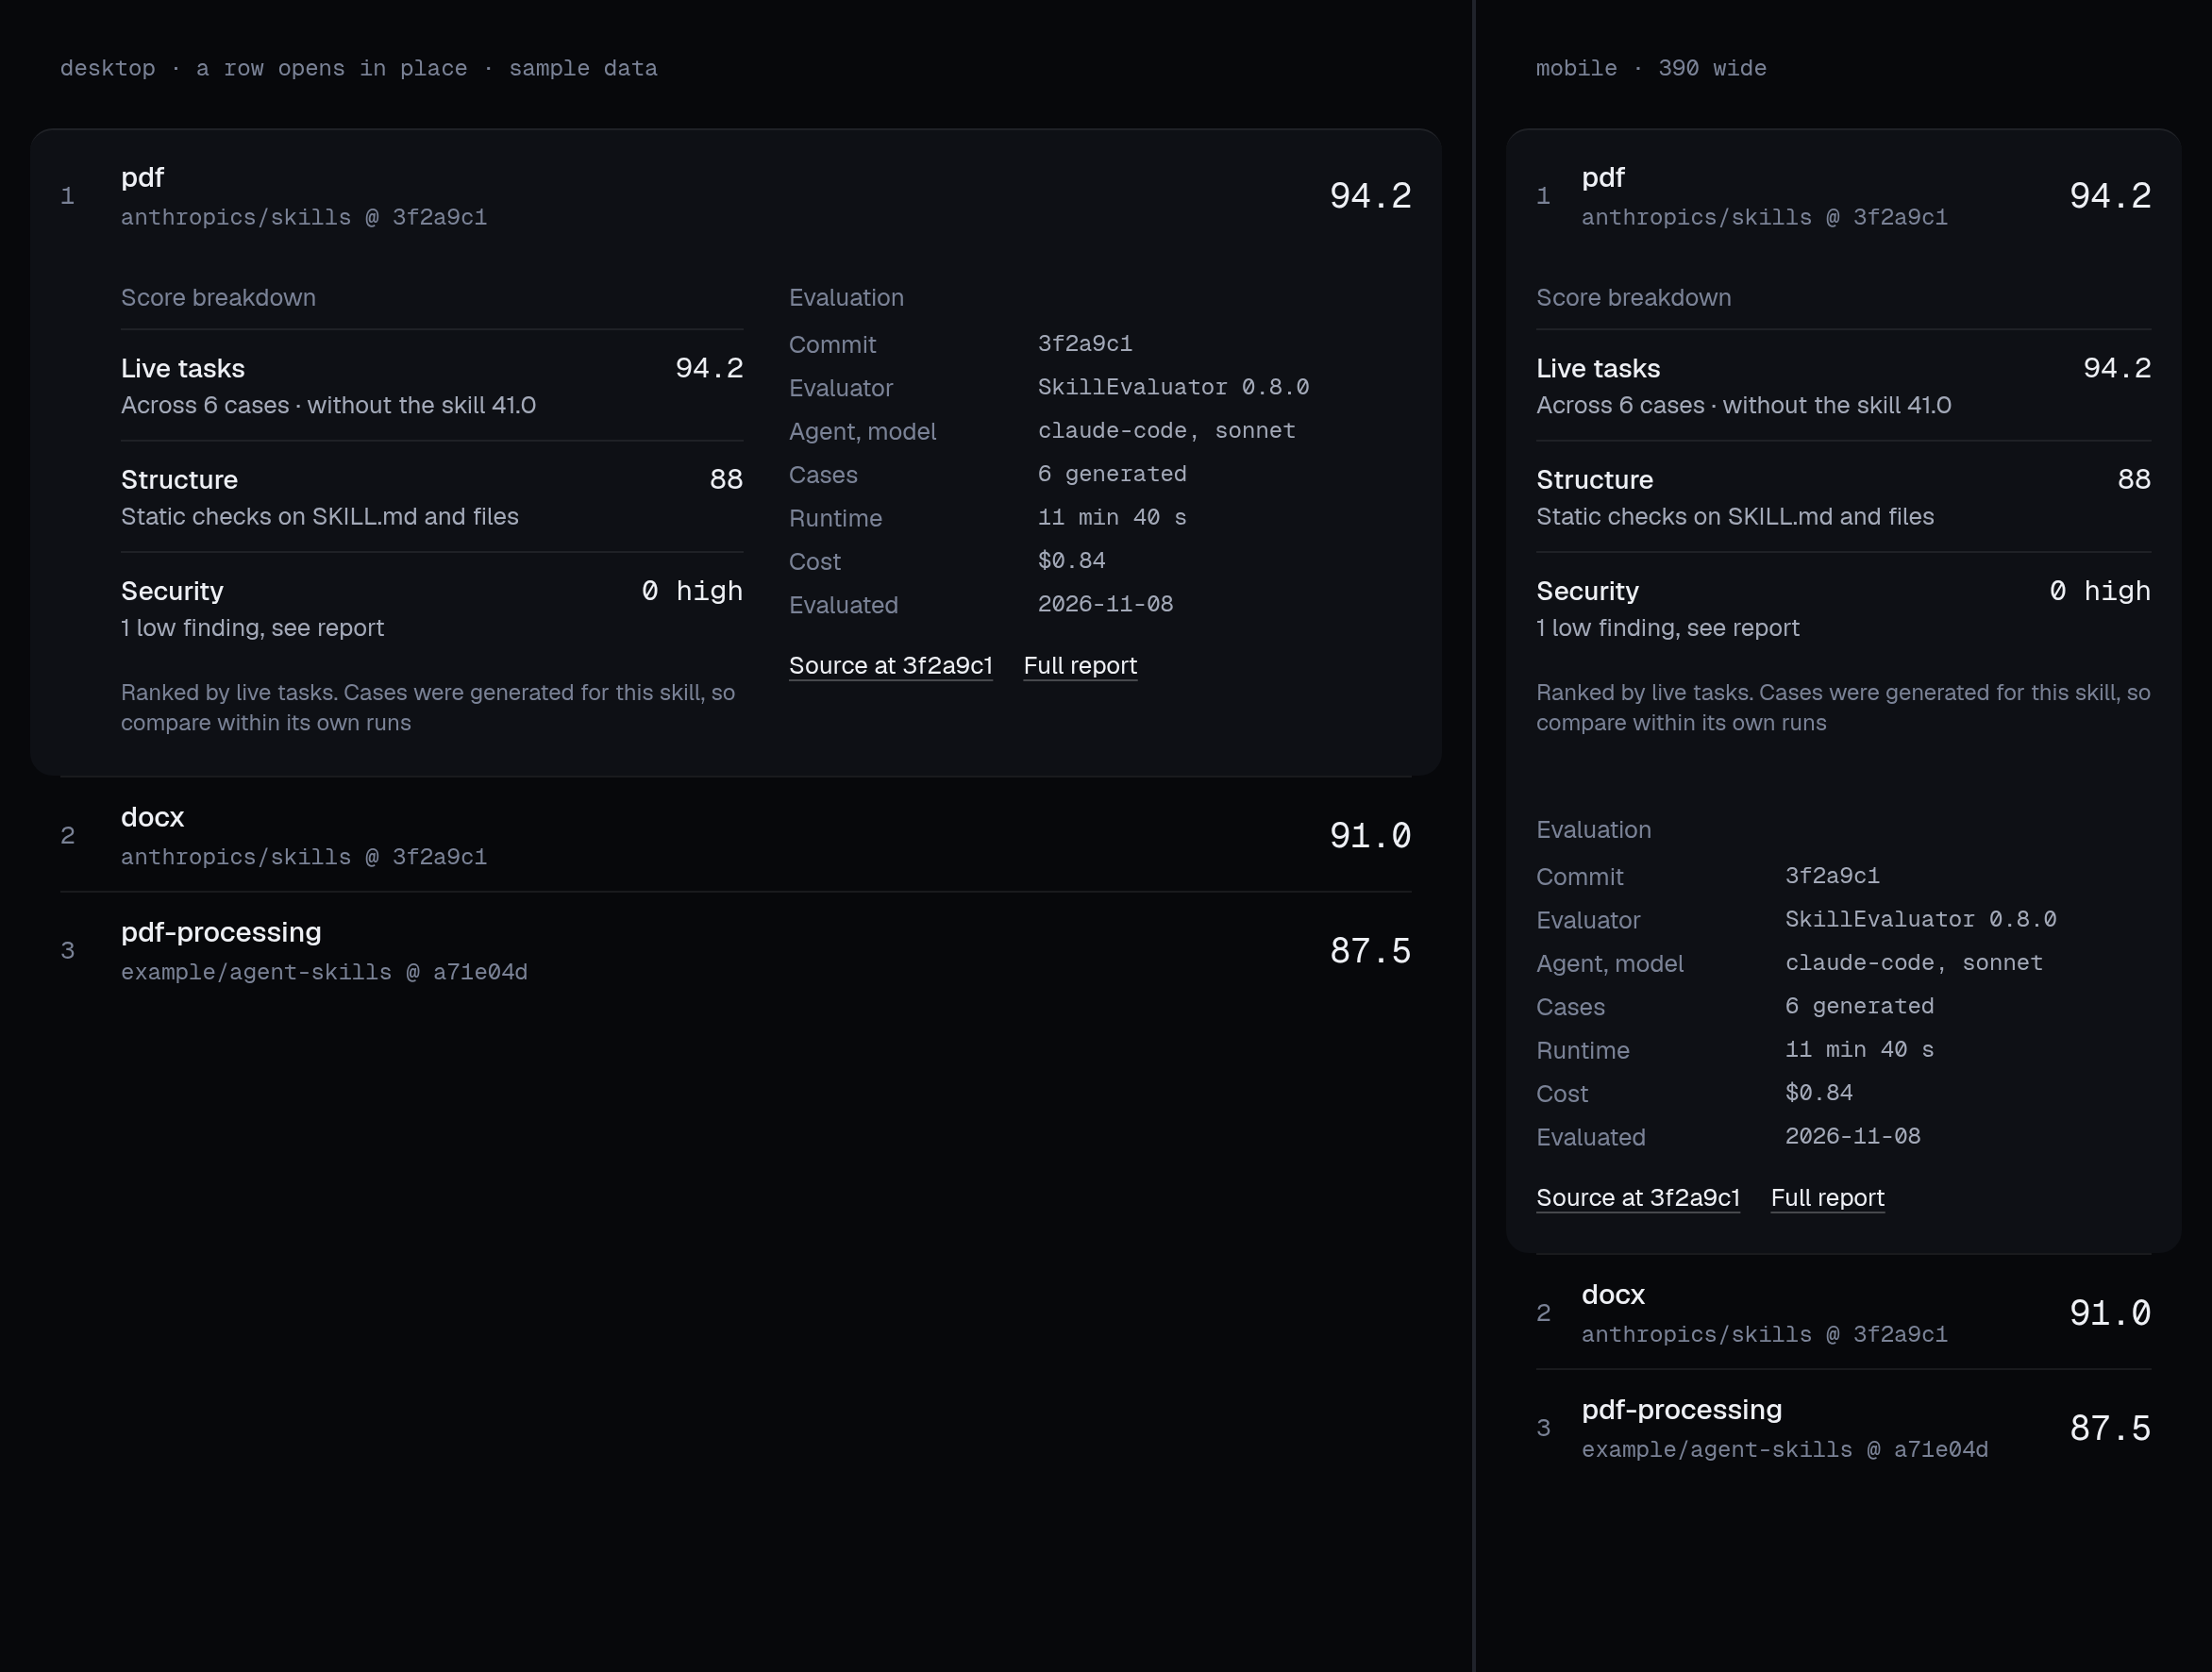 desktop · a row opens in place · sample data
1
pdf
anthropics/skills @ 3f2a9c1
94.2
Score breakdown
Live tasks 94.2
Across 6 cases · without the skill 41.0
Structure 88
Static checks on SKILL.md and files
Security 0 high
1 low finding, see report
Ranked by live tasks. Cases were generated for this skill, so
compare within its own runs
Evaluation
Commit 3f2a9c1
Evaluator SkillEvaluator 0.8.0
Agent, model claude-code, sonnet
Cases 6 generated
Runtime 11 min 40 s
Cost $0.84
Evaluated 2026-11-08
Source at 3f2a9c1 Full report
2
docx
anthropics/skills @ 3f2a9c1
91.0
3
pdf-processing
example/agent-skills @ a71e04d
87.5
mobile · 390 wide
1
pdf
anthropics/skills @ 3f2a9c1
94.2
Score breakdown
Live tasks 94.2
Across 6 cases · without the skill 41.0
Structure 88
Static checks on SKILL.md and files
Security 0 high
1 low finding, see report
Ranked by live tasks. Cases were generated for this skill, so
compare within its own runs
Evaluation
Commit 3f2a9c1
Evaluator SkillEvaluator 0.8.0
Agent, model claude-code, sonnet
Cases 6 generated
Runtime 11 min 40 s
Cost $0.84
Evaluated 2026-11-08
Source at 3f2a9c1 Full report
2
docx
anthropics/skills @ 3f2a9c1
91.0
3
pdf-processing
example/agent-skills @ a71e04d
87.5